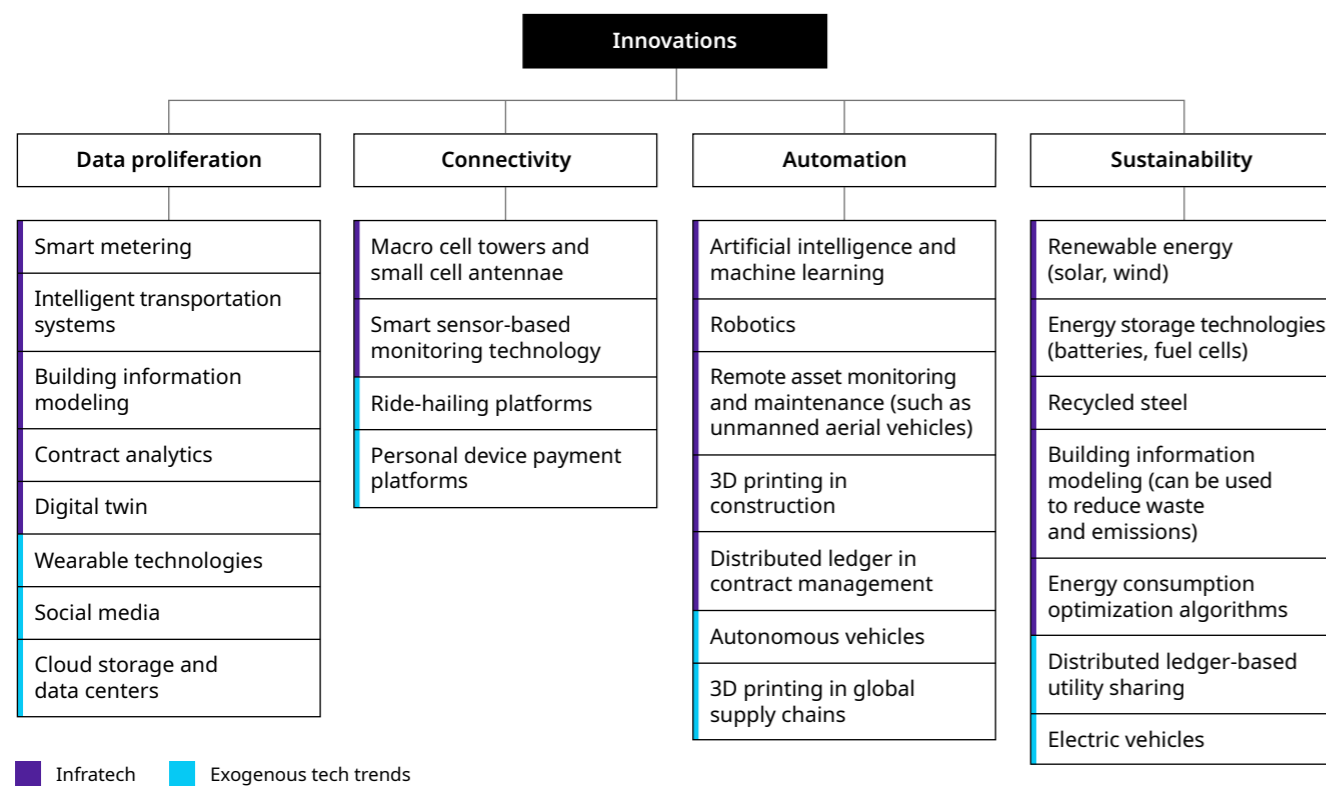 Innovations
Data proliferation
Smart metering
Intelligent transportation
systems
Building information
modeling
Contract analytics
Digital twin
Wearable technologies
Social media
Cloud storage and
data centers
Connectivity
Macro cell towers and
small cell antennae
Smart sensor-based
monitoring technology
Ride-hailing platforms
Personal device payment
platforms
Automation
Artificial intelligence and
machine learning
Robotics
Remote asset monitoring
and maintenance (such as
unmanned aerial vehicles)
3D printing in
construction
Distributed ledger in
contract management
Autonomous vehicles
3D printing in global
supply chains
Sustainability
Renewable energy
(solar, wind)
Energy storage technologies
(batteries, fuel cells)
Recycled steel
Building information
modeling (can be used
to reduce waste
and emissions)
Energy consumption
optimization algorithms
Distributed ledger-based
utility sharing
Electric vehicles
Infratech
Exogenous tech trends